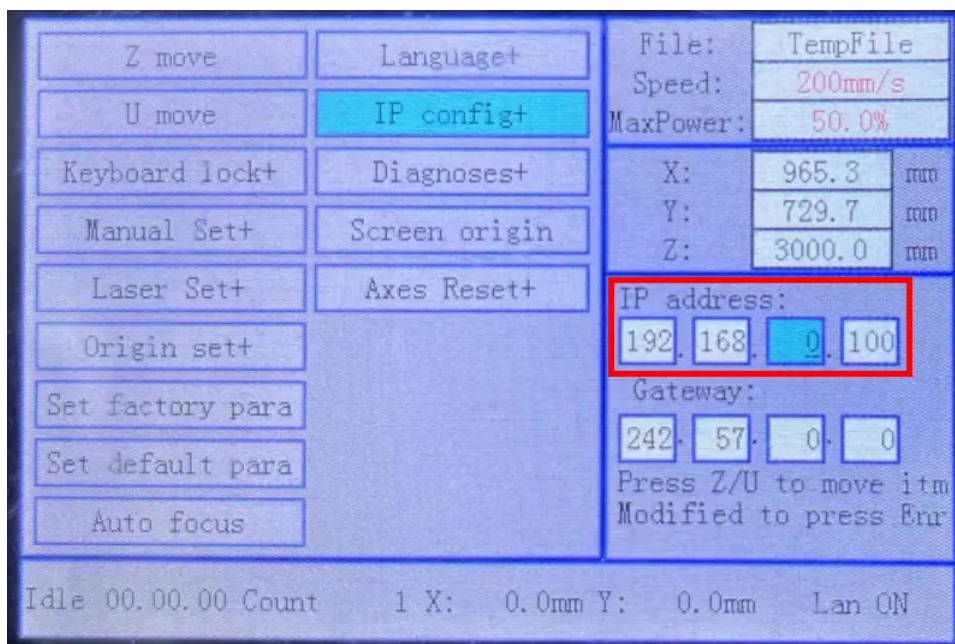 Z move
U move
Keyboard lock+
Manual Set+
Laser Set+
Origin set+
Set factory para
Set default para
Auto focus
Language+
IP config+
Diagnoses+
Screen origin
Axes Reset+
File: TempFile
Speed: 200mm/s
MaxPower: 50.0%
X: 965.3 mm
Y: 729.7 mm
Z: 3000.0 mm
IP address:
192. 168. 0. 100
Gateway:
242. 57. 0. 0
Press Z/U to move itm
Modified to press Enr
Idle 00.00.00 Count 1 X: 0.0mm Y: 0.0mm Lan ON